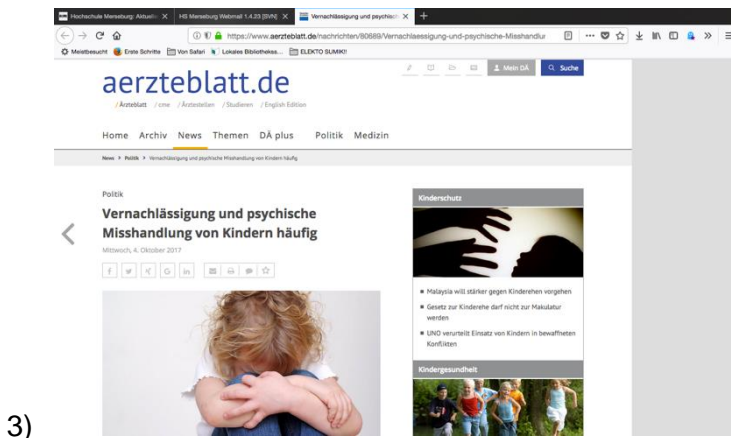 Hochschule Merseburg: Aktuelle
HS Merseburg Webmail 1.4.23 [SVN]
Vernachlässigung und psychisch
https://www.aerzteblatt.de/nachrichten/80689/Vernachlaessigung-und-psychische-Misshandlur
Meistbesucht Erste Schritte Von Safari Lokales Bibliotheksa... ELEKTO SUMIKI!
Mein DÄ Suche
aerzteblatt.de
/ Ärzteblatt / cme / Ärztestellen / Studieren / English Edition
Home Archiv News Themen DÄ plus Politik Medizin
News > Politik > Vernachlässigung und psychische Misshandlung von Kindern häufig
Politik
Vernachlässigung und psychische
Misshandlung von Kindern häufig
Mittwoch, 4. Oktober 2017
Kinderschutz
Malaysia will stärker gegen Kinderehen vorgehen
Gesetz zur Kinderehe darf nicht zur Makulatur
werden
UNO verurteilt Einsatz von Kindern in bewaffneten
Konflikten
Kindergesundheit
3)